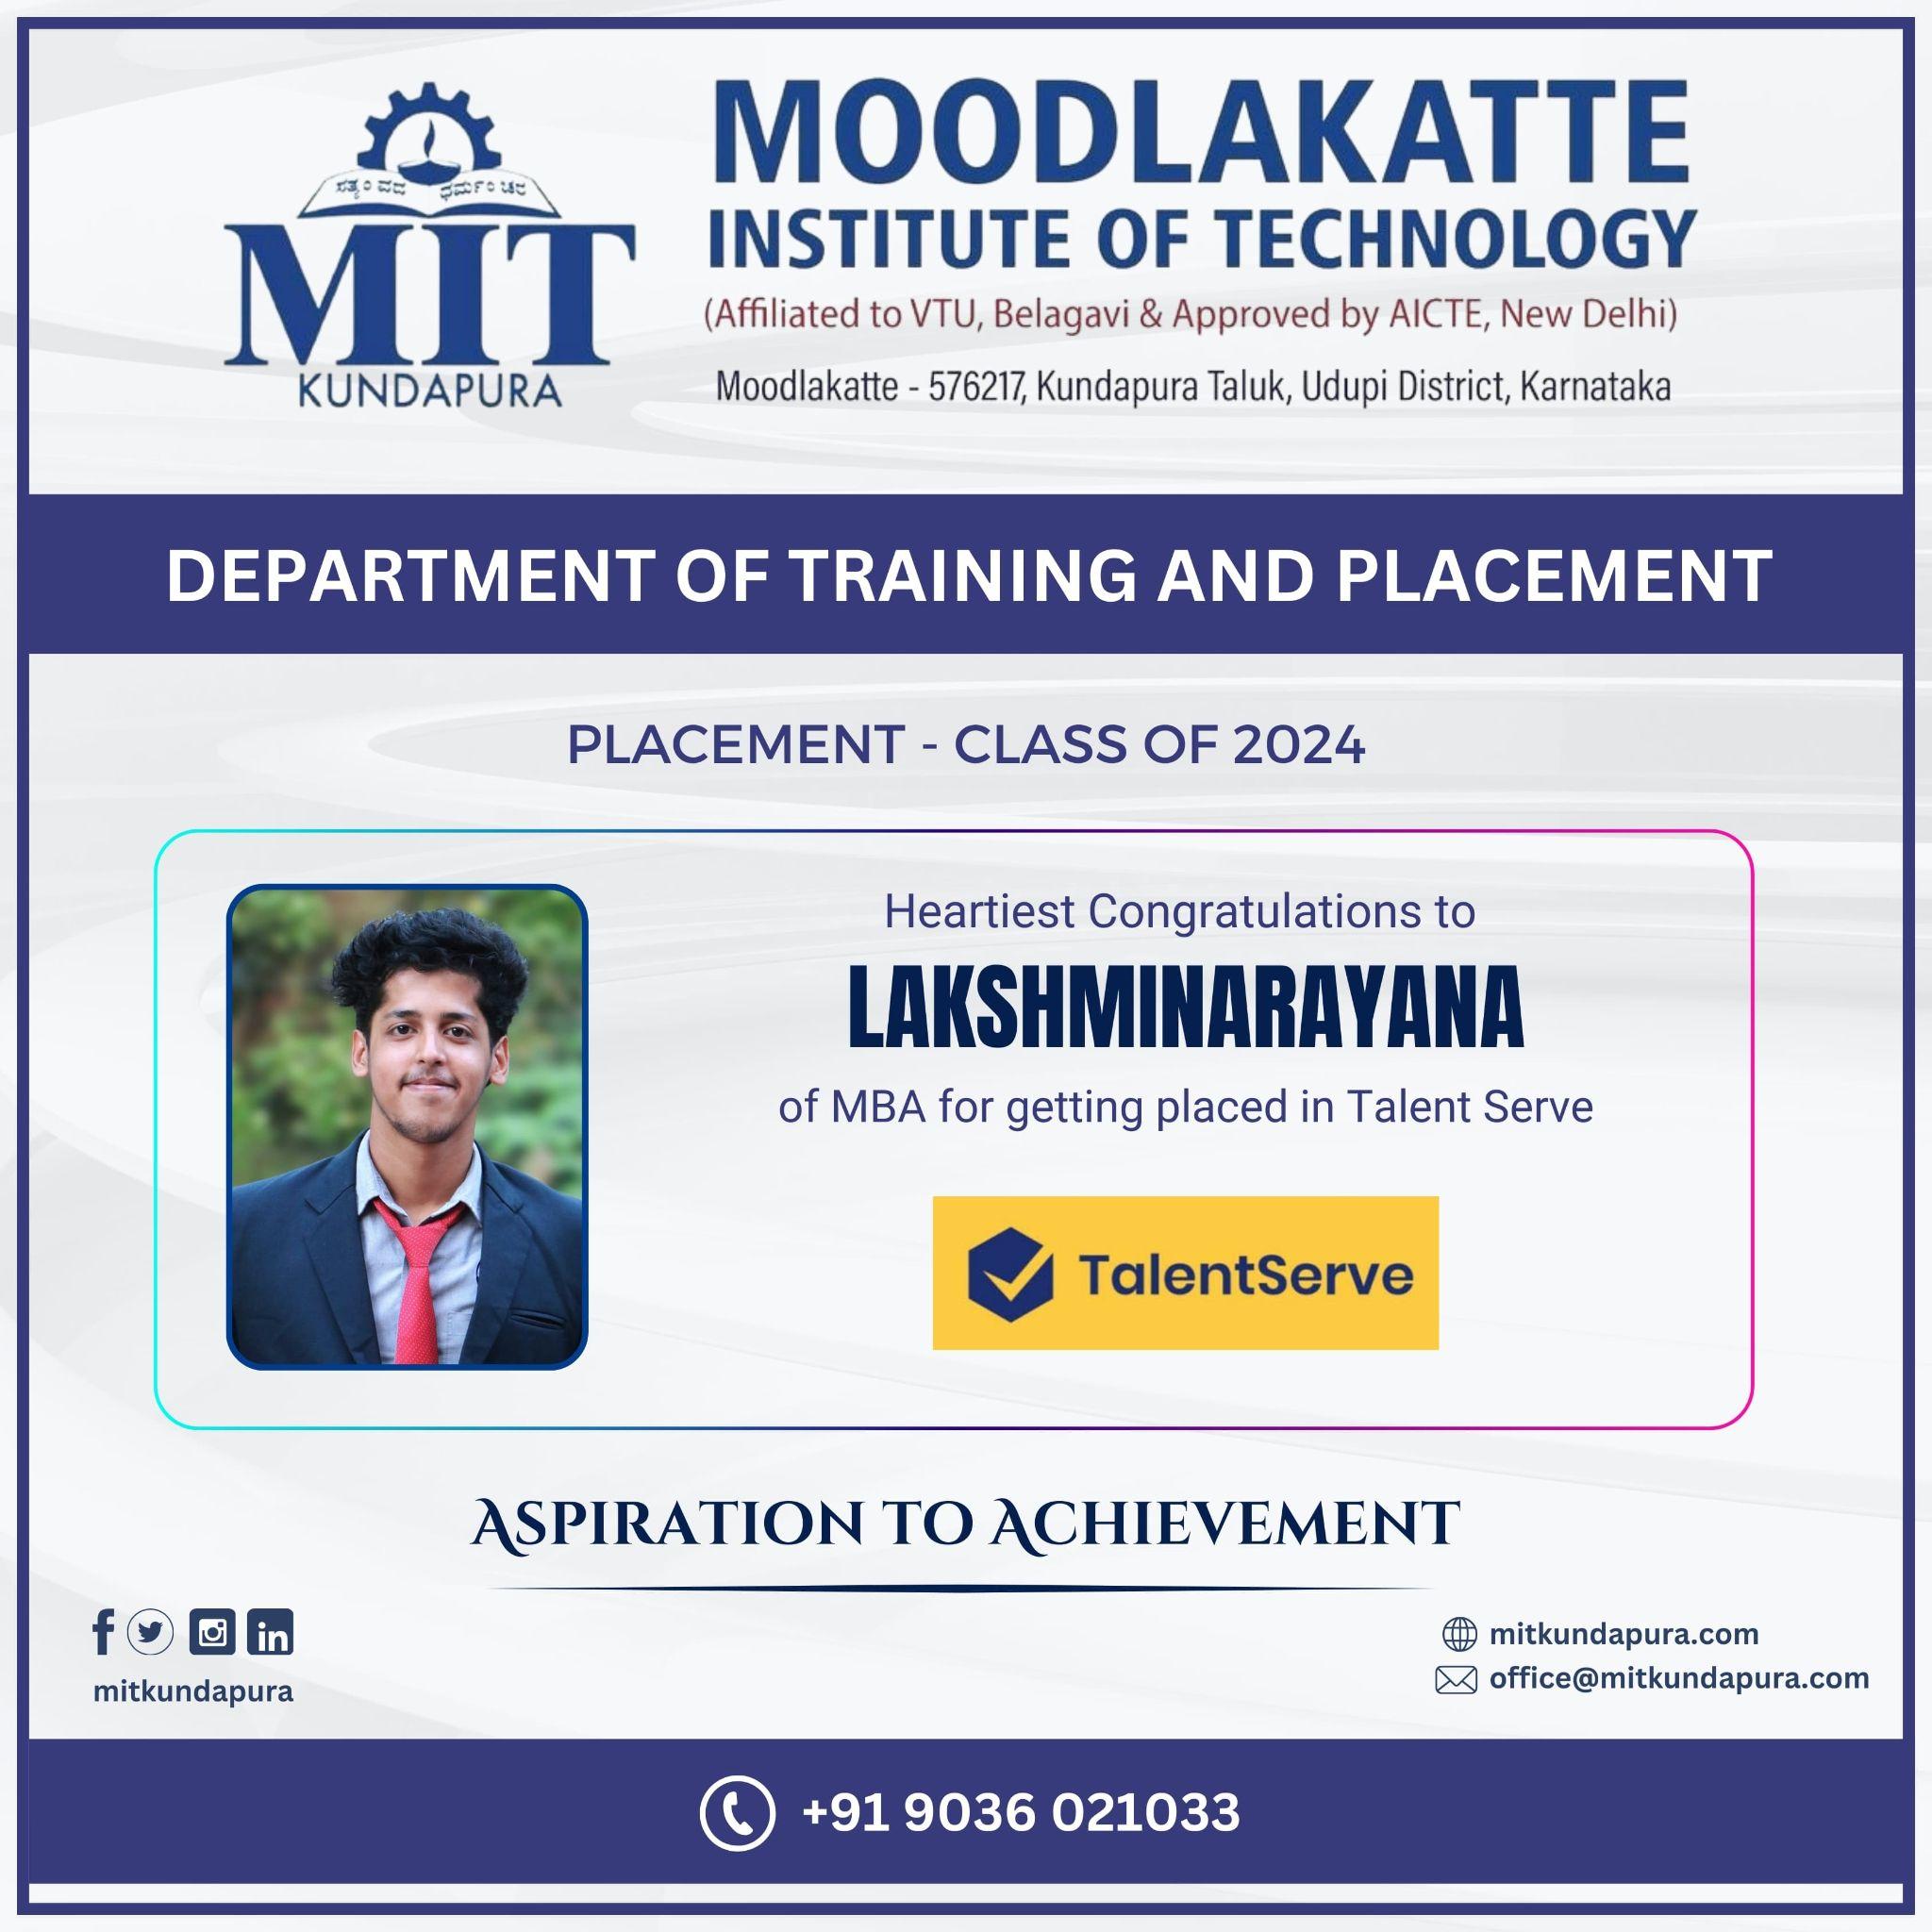 ಸತ್ಯಂ ವದ ಧರ್ಮಂ ಚರ
MIT
KUNDAPURA
MOODLAKATTE
INSTITUTE OF TECHNOLOGY
(Affiliated to VTU, Belagavi & Approved by AICTE, New Delhi)
Moodlakatte - 576217, Kundapura Taluk, Udupi District, Karnataka
DEPARTMENT OF TRAINING AND PLACEMENT
PLACEMENT - CLASS OF 2024
Heartiest Congratulations to
LAKSHMINARAYANA
of MBA for getting placed in Talent Serve
TalentServe
ASPIRATION TO ACHIEVEMENT
mitkundapura
mitkundapura.com
office@mitkundapura.com
+91 9036 021033